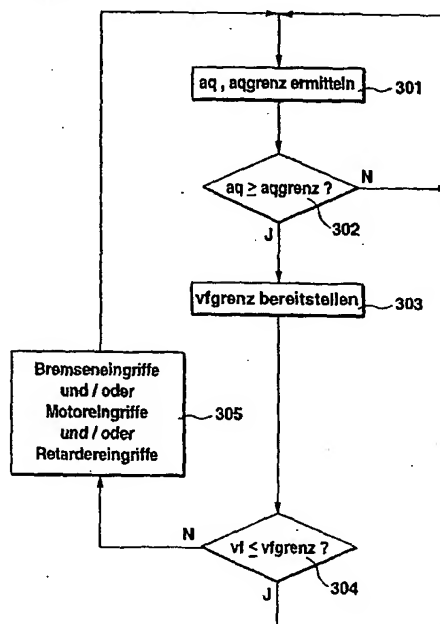 aq, aqgrenz ermitteln
301
aq ≥ aqgrenz ?
N
302
J
vfgrenz bereitstellen
303
Bremseneingriffe
und / oder
Motoreingriffe
und / oder
Retardereingriffe
305
N
vf ≤ vfgrenz ?
304
J